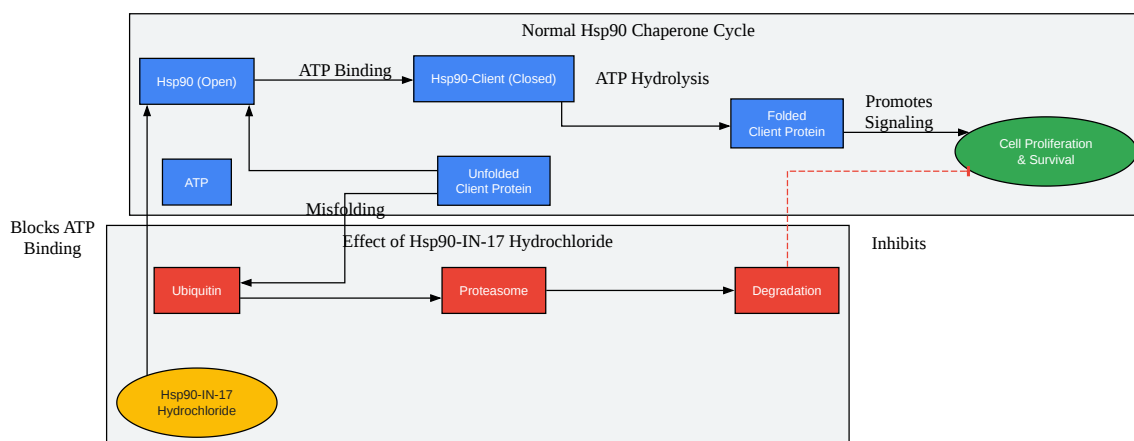 Normal Hsp90 Chaperone Cycle
Hsp90 (Open)
ATP Binding
Hsp90-Client (Closed)
ATP Hydrolysis
Folded
Client Protein
Promotes
Signaling
Cell Proliferation
& Survival
ATP
Unfolded
Client Protein
Misfolding
Blocks ATP
Binding
Effect of Hsp90-IN-17 Hydrochloride
Inhibits
Ubiquitin
Proteasome
Degradation
Hsp90-IN-17
Hydrochloride